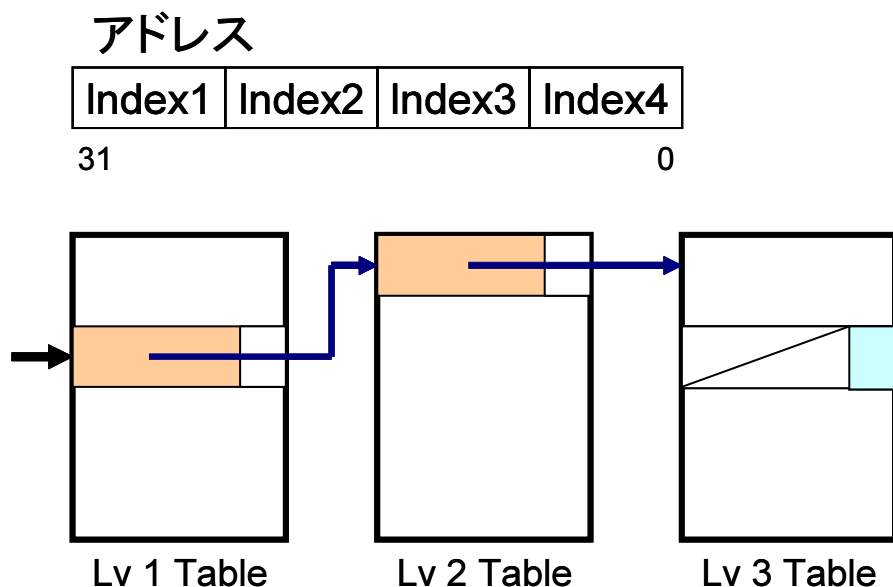 アドレス
Index1 Index2 Index3 Index4
31 0
Lv 1 Table Lv 2 Table Lv 3 Table